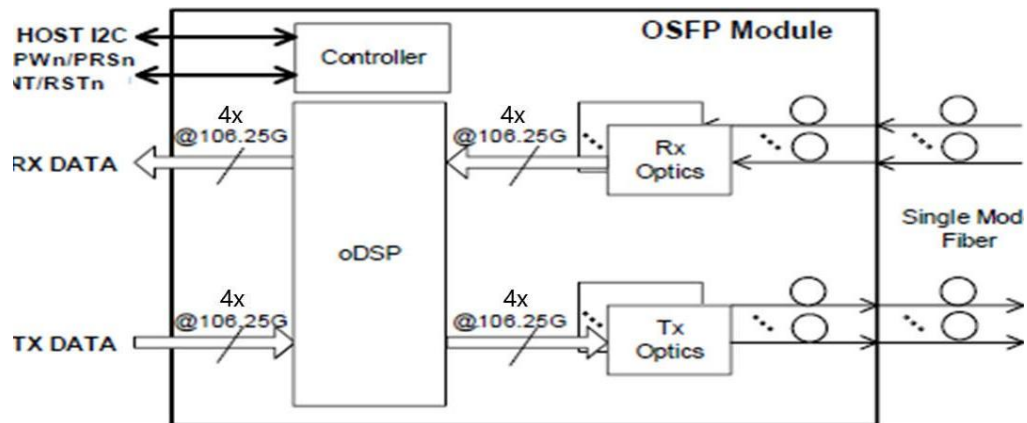 HOST I2C
OSFP Module
PWn/PRSn
Controller
NT/RSTn
4x
@106.25G
4x
@106.25G
RX DATA
Rx
Optics
Single Mod
Fiber
oDSP
4x
@106.25G
4x
@106.25G
TX DATA
Tx
Optics